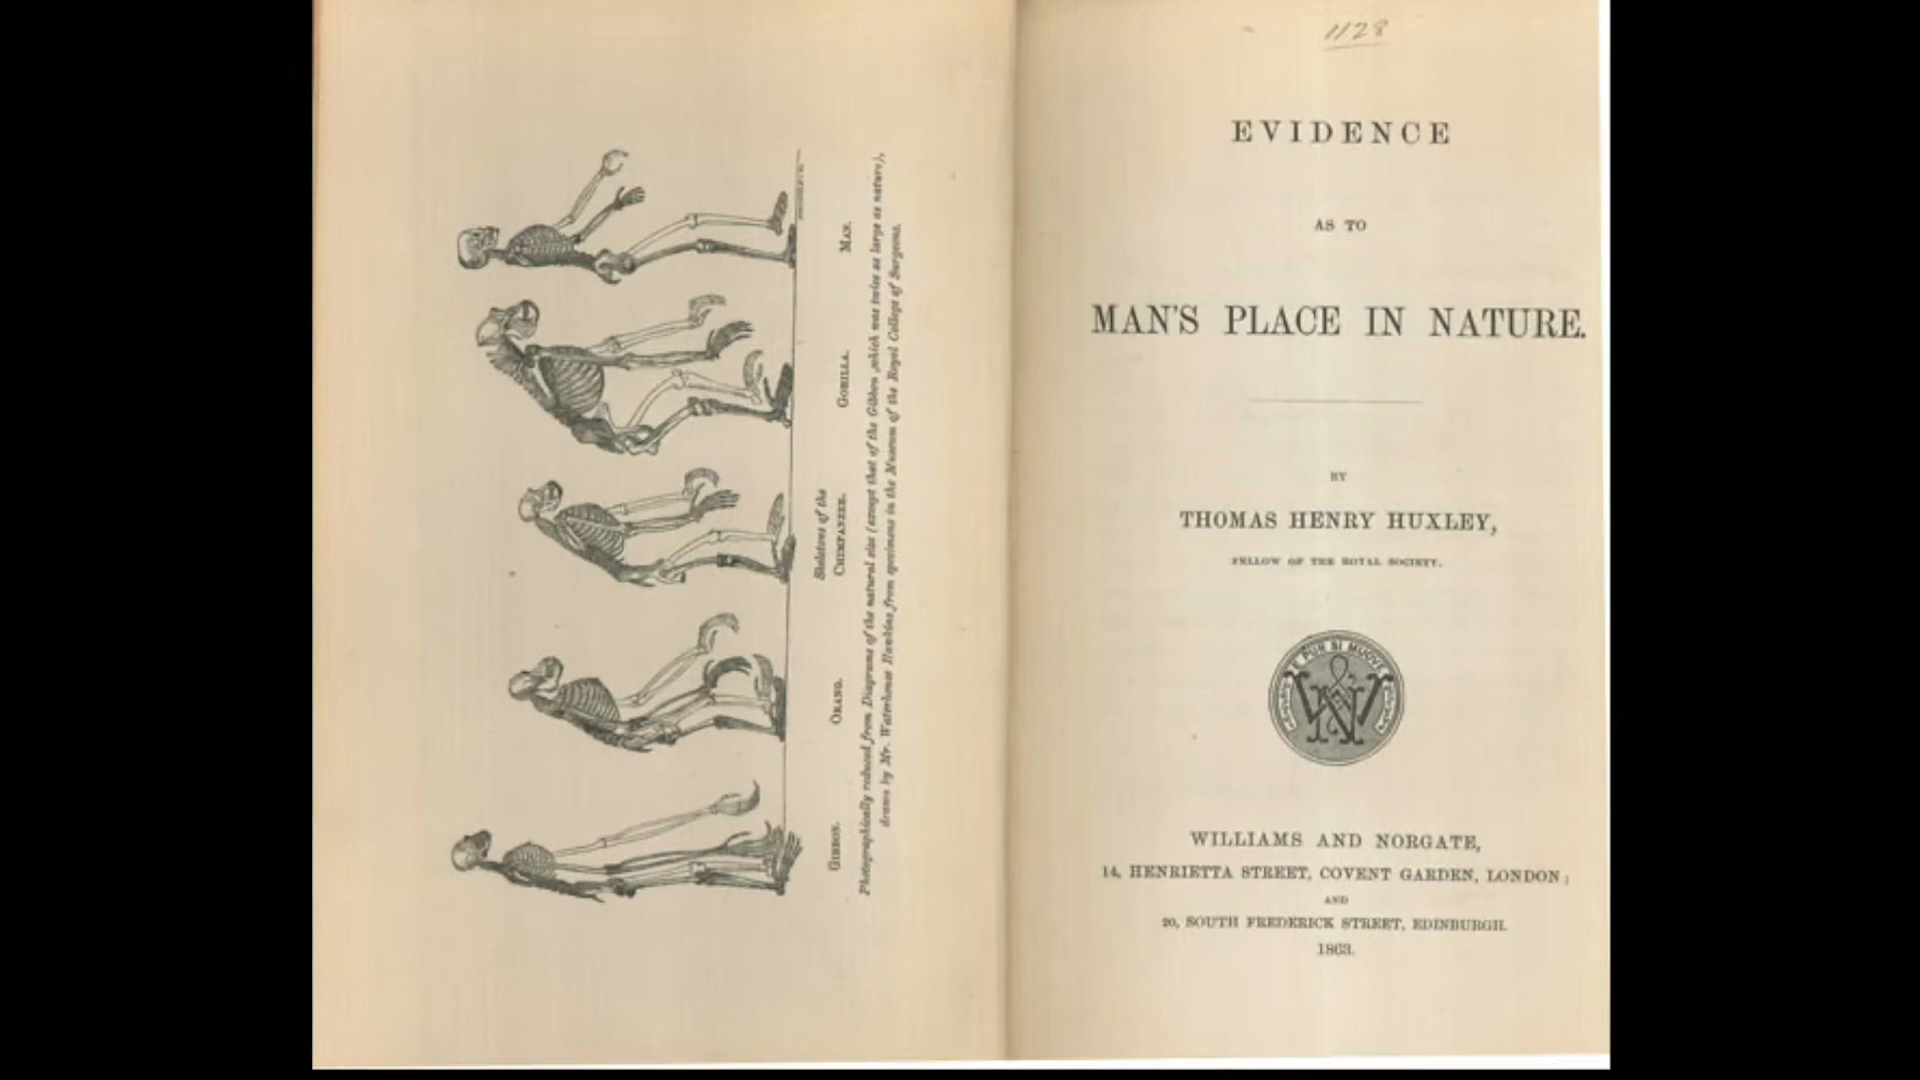 Skeletons of the
GIBBON. ORANG. CHIMPANZEE. GORILLA. MAN.
Photographically reduced from Diagrams of the natural size (except that of the Gibbon, which was twice as large as nature),
drawn by Mr. Waterhouse Hawkins from specimens in the Museum of the Royal College of Surgeons.
1128
EVIDENCE
AS TO
MAN'S PLACE IN NATURE.
BY
THOMAS HENRY HUXLEY,
FELLOW OF THE ROYAL SOCIETY.
E PUR SI MUOVE
W & N
WILLIAMS AND NORGATE,
14, HENRIETTA STREET, COVENT GARDEN, LONDON;
AND
20, SOUTH FREDERICK STREET, EDINBURGH.
1863.